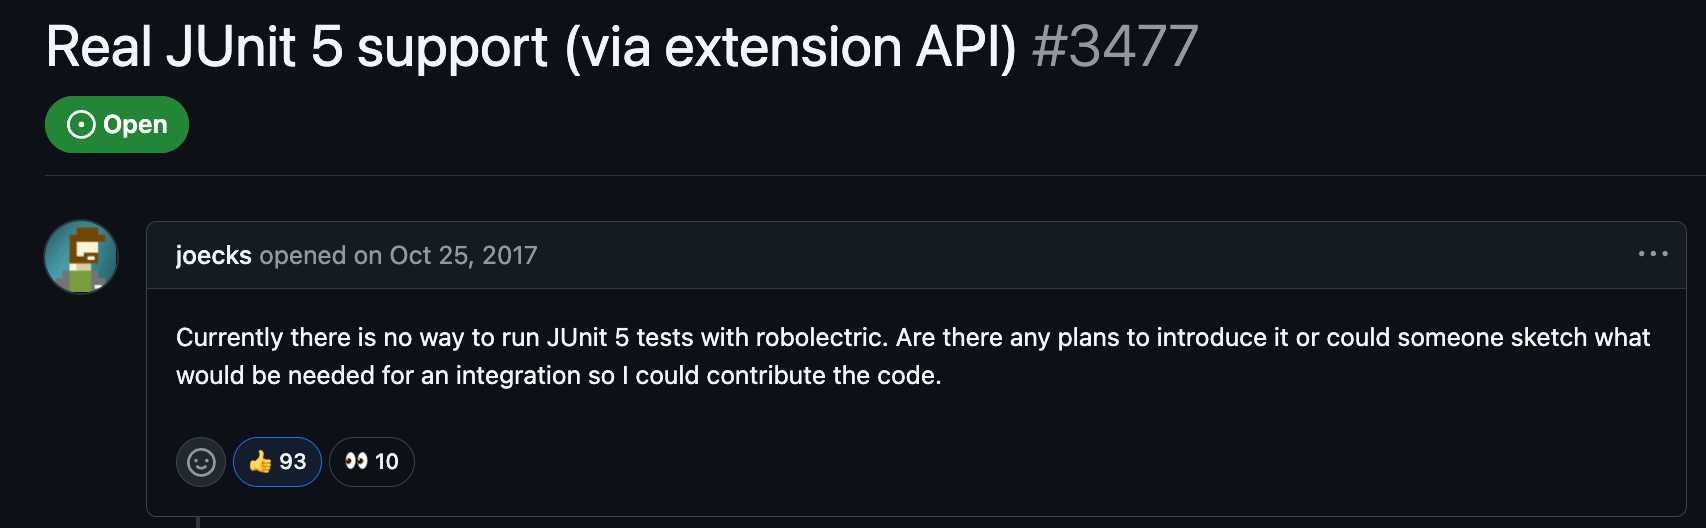 Real JUnit 5 support (via extension API) #3477
Open
joecks opened on Oct 25, 2017
Currently there is no way to run JUnit 5 tests with robolectric. Are there any plans to introduce it or could someone sketch what
would be needed for an integration so I could contribute the code.
👍 93 👀 10